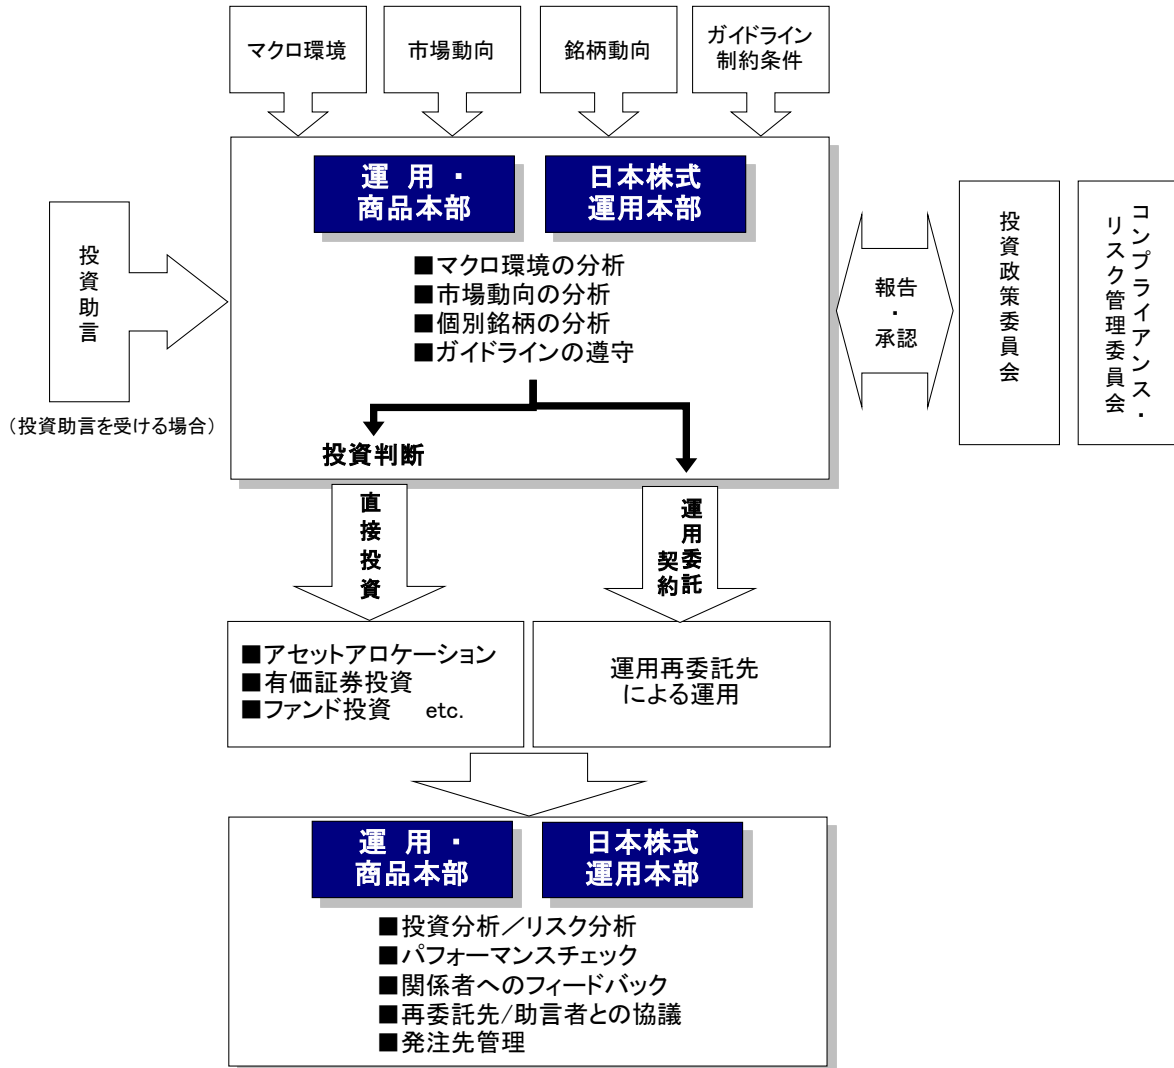 マクロ環境
市場動向
銘柄動向
ガイドライン
制約条件
運 用 ・
商品本部
日本株式
運用本部
■マクロ環境の分析
■市場動向の分析
■個別銘柄の分析
■ガイドラインの遵守
投資助言
（投資助言を受ける場合）
報告
・
承認
投資政策委員会
コンプライアンス・
リスク管理委員会
投資判断
直接投資
運用委託
契約
■アセットアロケーション
■有価証券投資
■ファンド投資 etc.
運用再委託先
による運用
運 用 ・
商品本部
日本株式
運用本部
■投資分析／リスク分析
■パフォーマンスチェック
■関係者へのフィードバック
■再委託先/助言者との協議
■発注先管理